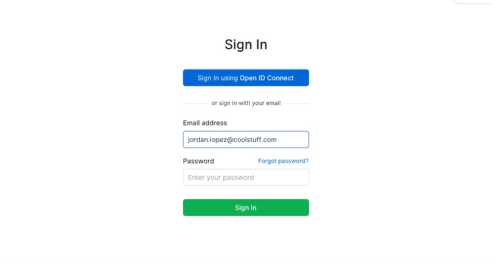 Sign In
Sign In using Open ID Connect
or sign in with your email
Email address
jordan.lopez@coolstuff.com
Password Forgot password?
Enter your password
Sign In